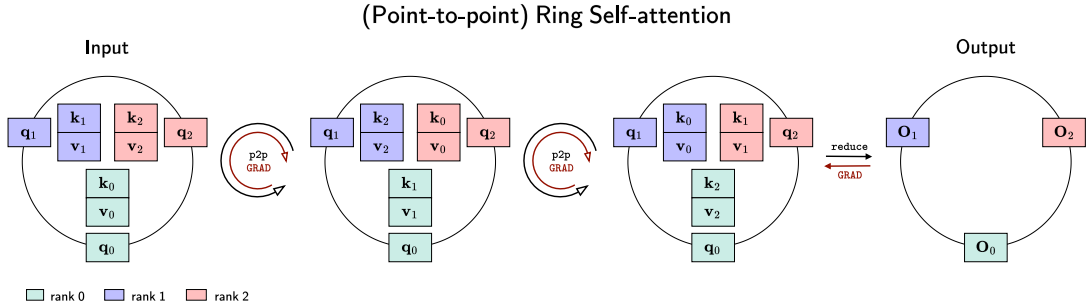 (Point-to-point) Ring Self-attention
Input
Output
q₁
k₁
v₁
k₂
v₂
q₂
k₀
v₀
q₀
p2p
GRAD
q₁
k₂
v₂
k₀
v₀
q₂
k₁
v₁
q₀
p2p
GRAD
q₁
k₀
v₀
k₁
v₁
q₂
k₂
v₂
q₀
reduce
GRAD
O₁
O₂
O₀
rank 0 rank 1 rank 2